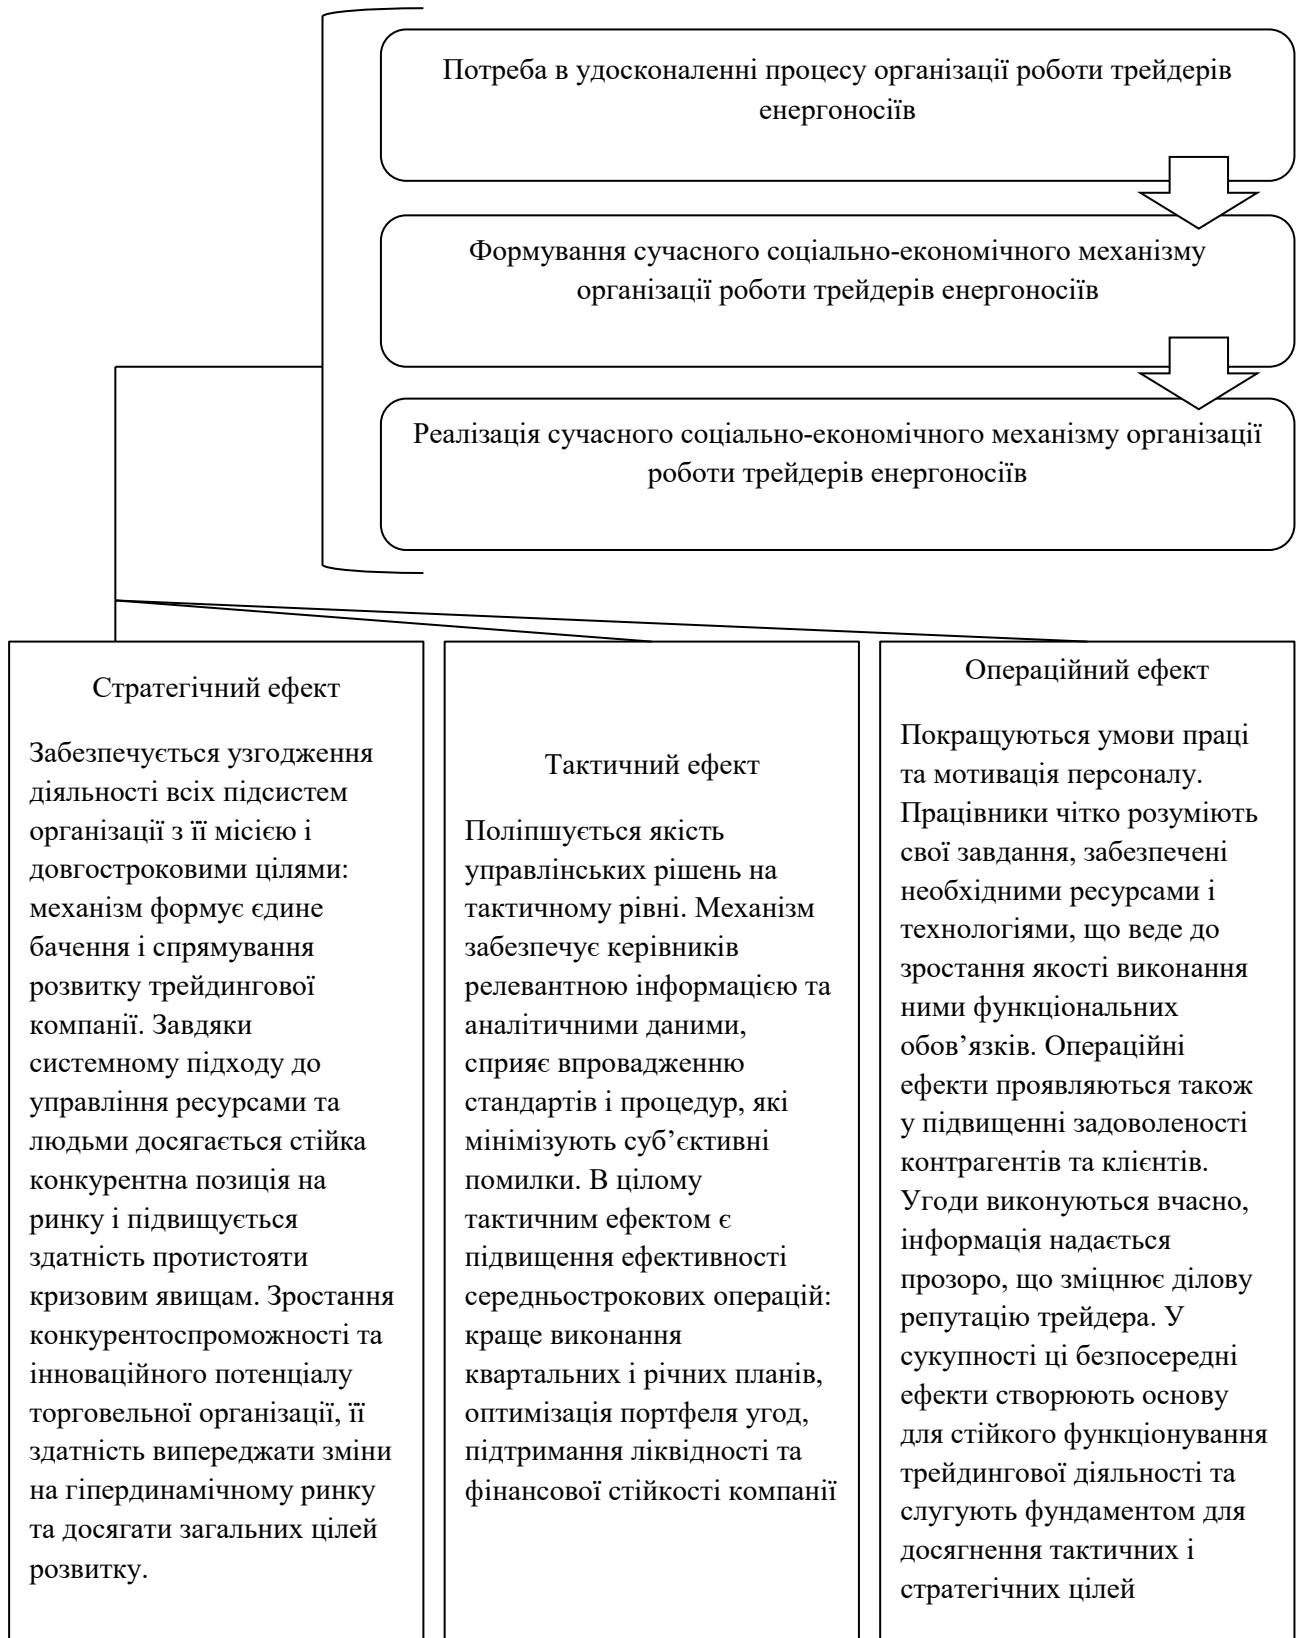 Потреба в удосконаленні процесу організації роботи трейдерів
енергоносіїв
Формування сучасного соціально-економічного механізму
організації роботи трейдерів енергоносіїв
Реалізація сучасного соціально-економічного механізму організації
роботи трейдерів енергоносіїв
Стратегічний ефект
Забезпечується узгодження
діяльності всіх підсистем
організації з її місією і
довгостроковими цілями:
механізм формує єдине
бачення і спрямування
розвитку трейдингової
компанії. Завдяки
системному підходу до
управління ресурсами та
людьми досягається стійка
конкурентна позиція на
ринку і підвищується
здатність протистояти
кризовим явищам. Зростання
конкурентоспроможності та
інноваційного потенціалу
торговельної організації, її
здатність випереджати зміни
на гіпердинамічному ринку
та досягати загальних цілей
розвитку.
Тактичний ефект
Поліпшується якість
управлінських рішень на
тактичному рівні. Механізм
забезпечує керівників
релевантною інформацією та
аналітичними даними,
сприяє впровадженню
стандартів і процедур, які
мінімізують суб’єктивні
помилки. В цілому
тактичним ефектом є
підвищення ефективності
середньострокових операцій:
краще виконання
квартальних і річних планів,
оптимізація портфеля угод,
підтримання ліквідності та
фінансової стійкості компанії
Операційний ефект
Покращуються умови праці
та мотивація персоналу.
Працівники чітко розуміють
свої завдання, забезпечені
необхідними ресурсами і
технологіями, що веде до
зростання якості виконання
ними функціональних
обов’язків. Операційні
ефекти проявляються також
у підвищенні задоволеності
контрагентів та клієнтів.
Угоди виконуються вчасно,
інформація надається
прозоро, що зміцнює ділову
репутацію трейдера. У
сукупності ці безпосередні
ефекти створюють основу
для стійкого функціонування
трейдингової діяльності та
слугують фундаментом для
досягнення тактичних і
стратегічних цілей